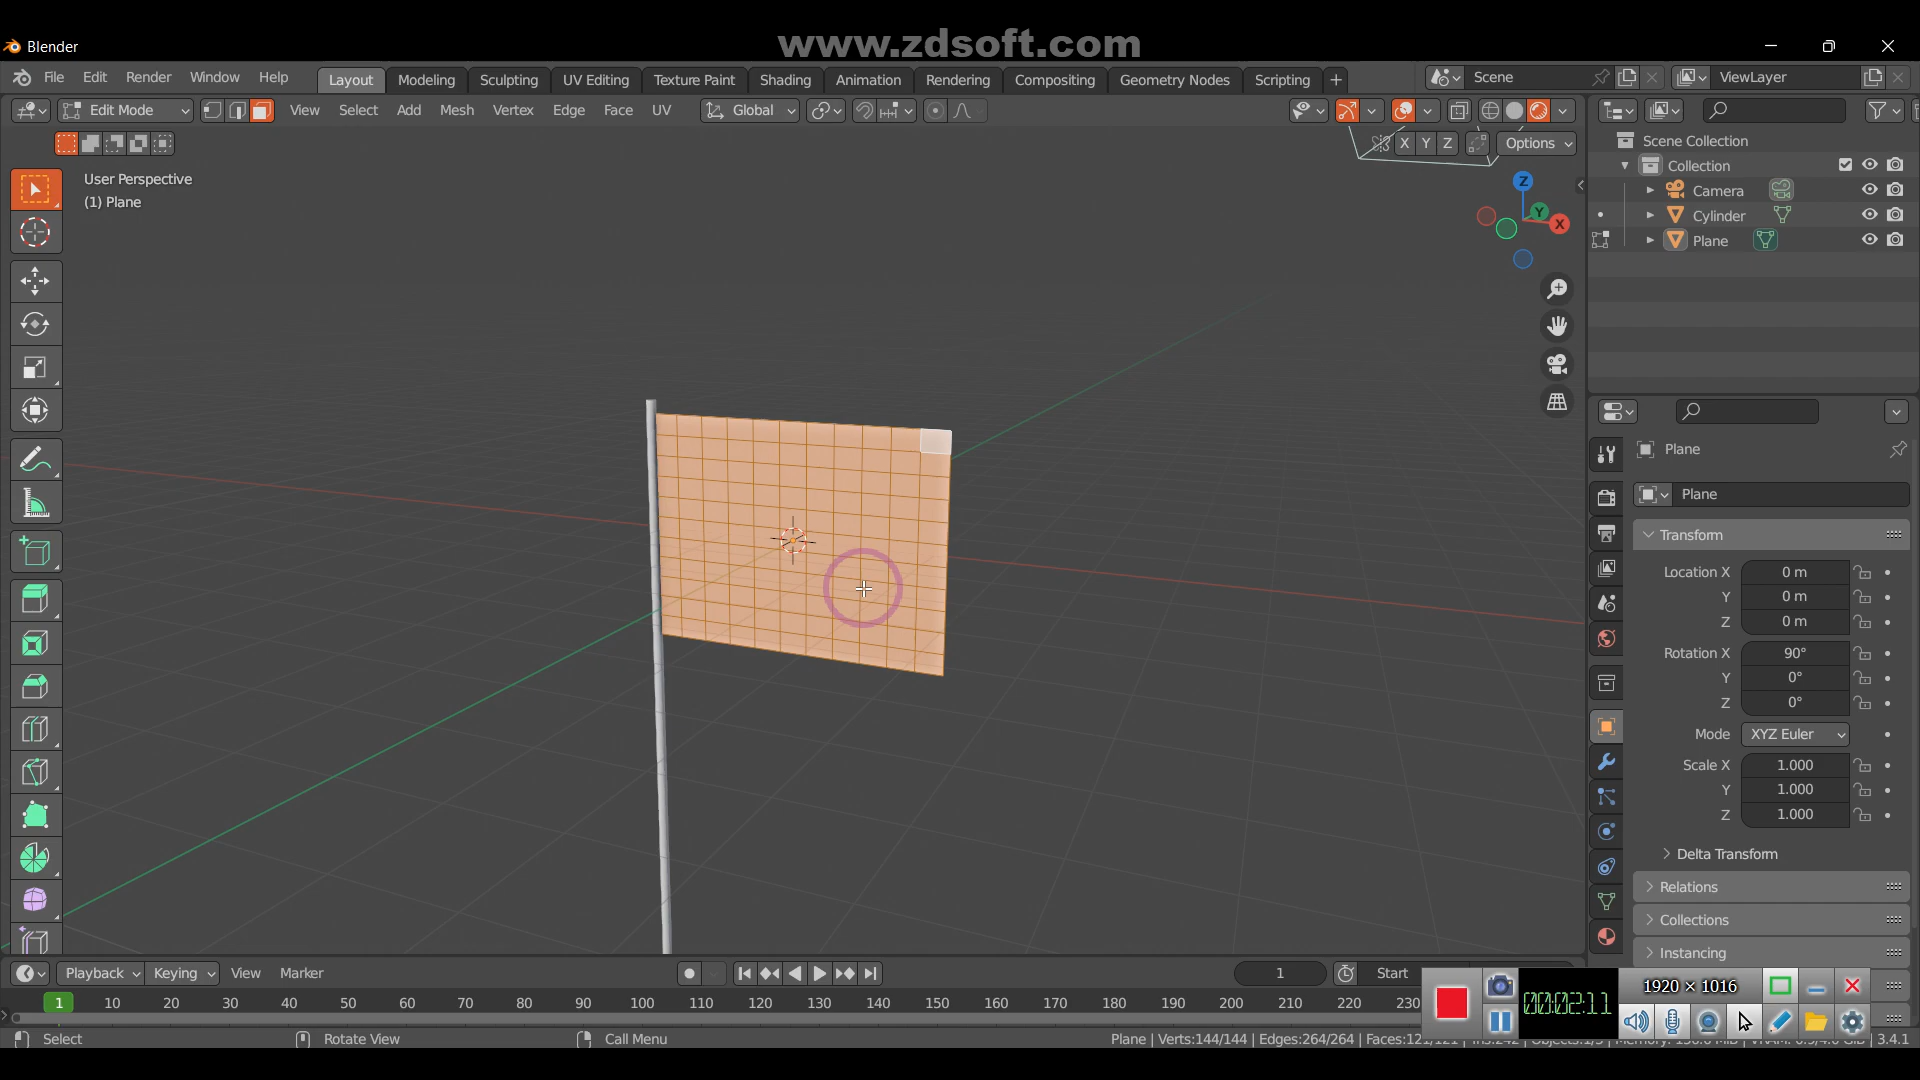 www.zdsoft.com
Blender
File Edit Render Window Help Layout Modeling Sculpting UV Editing Texture Paint Shading Animation Rendering Compositing Geometry Nodes Scripting + Scene ViewLayer
Edit Mode View Select Add Mesh Vertex Edge Face UV Global
X Y Z Options
User Perspective
(1) Plane
Z
Y
X
Scene Collection
Collection
Camera
Cylinder
Plane
Plane
Plane
Transform
Location X 0 m
Y 0 m
Z 0 m
Rotation X 90°
Y 0°
Z 0°
Mode XYZ Euler
Scale X 1.000
Y 1.000
Z 1.000
Delta Transform
Relations
Collections
Instancing
Playback Keying View Marker 1 Start
1 10 20 30 40 50 60 70 80 90 100 110 120 130 140 150 160 170 180 190 200 210 220 230
1920 × 1016
00:02:11
Select Rotate View Call Menu Plane | Verts:144/144 | Edges:264/264 | 3.4.1